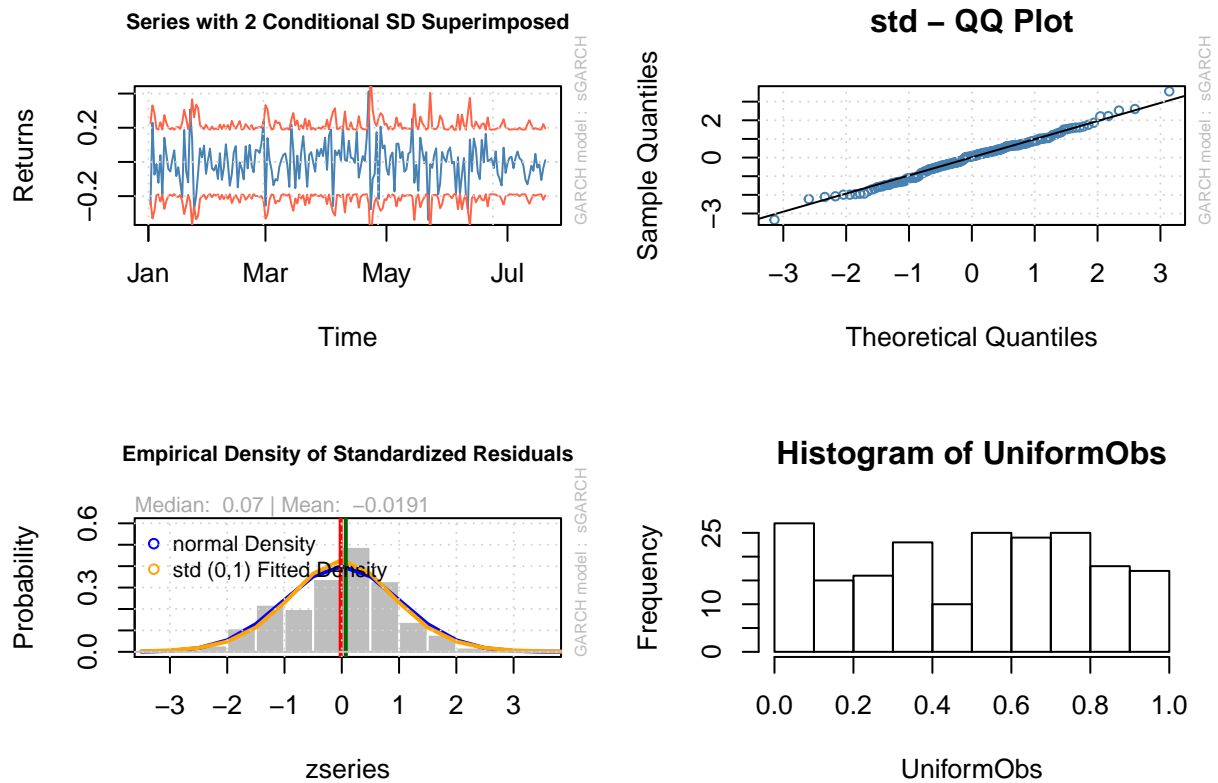 Series with 2 Conditional SD Superimposed
Returns
−0.2 0.2
Jan Mar May Jul
Time
GARCH model : sGARCH
std − QQ Plot
Sample Quantiles
−3 0 2
−3 −2 −1 0 1 2 3
Theoretical Quantiles
GARCH model : sGARCH
Empirical Density of Standardized Residuals
Median: 0.07 | Mean: −0.0191
Probability
0.0 0.3 0.6
normal Density
std (0,1) Fitted Density
−3 −2 −1 0 1 2 3
zseries
GARCH model : sGARCH
Histogram of UniformObs
Frequency
0 10 25
0.0 0.2 0.4 0.6 0.8 1.0
UniformObs